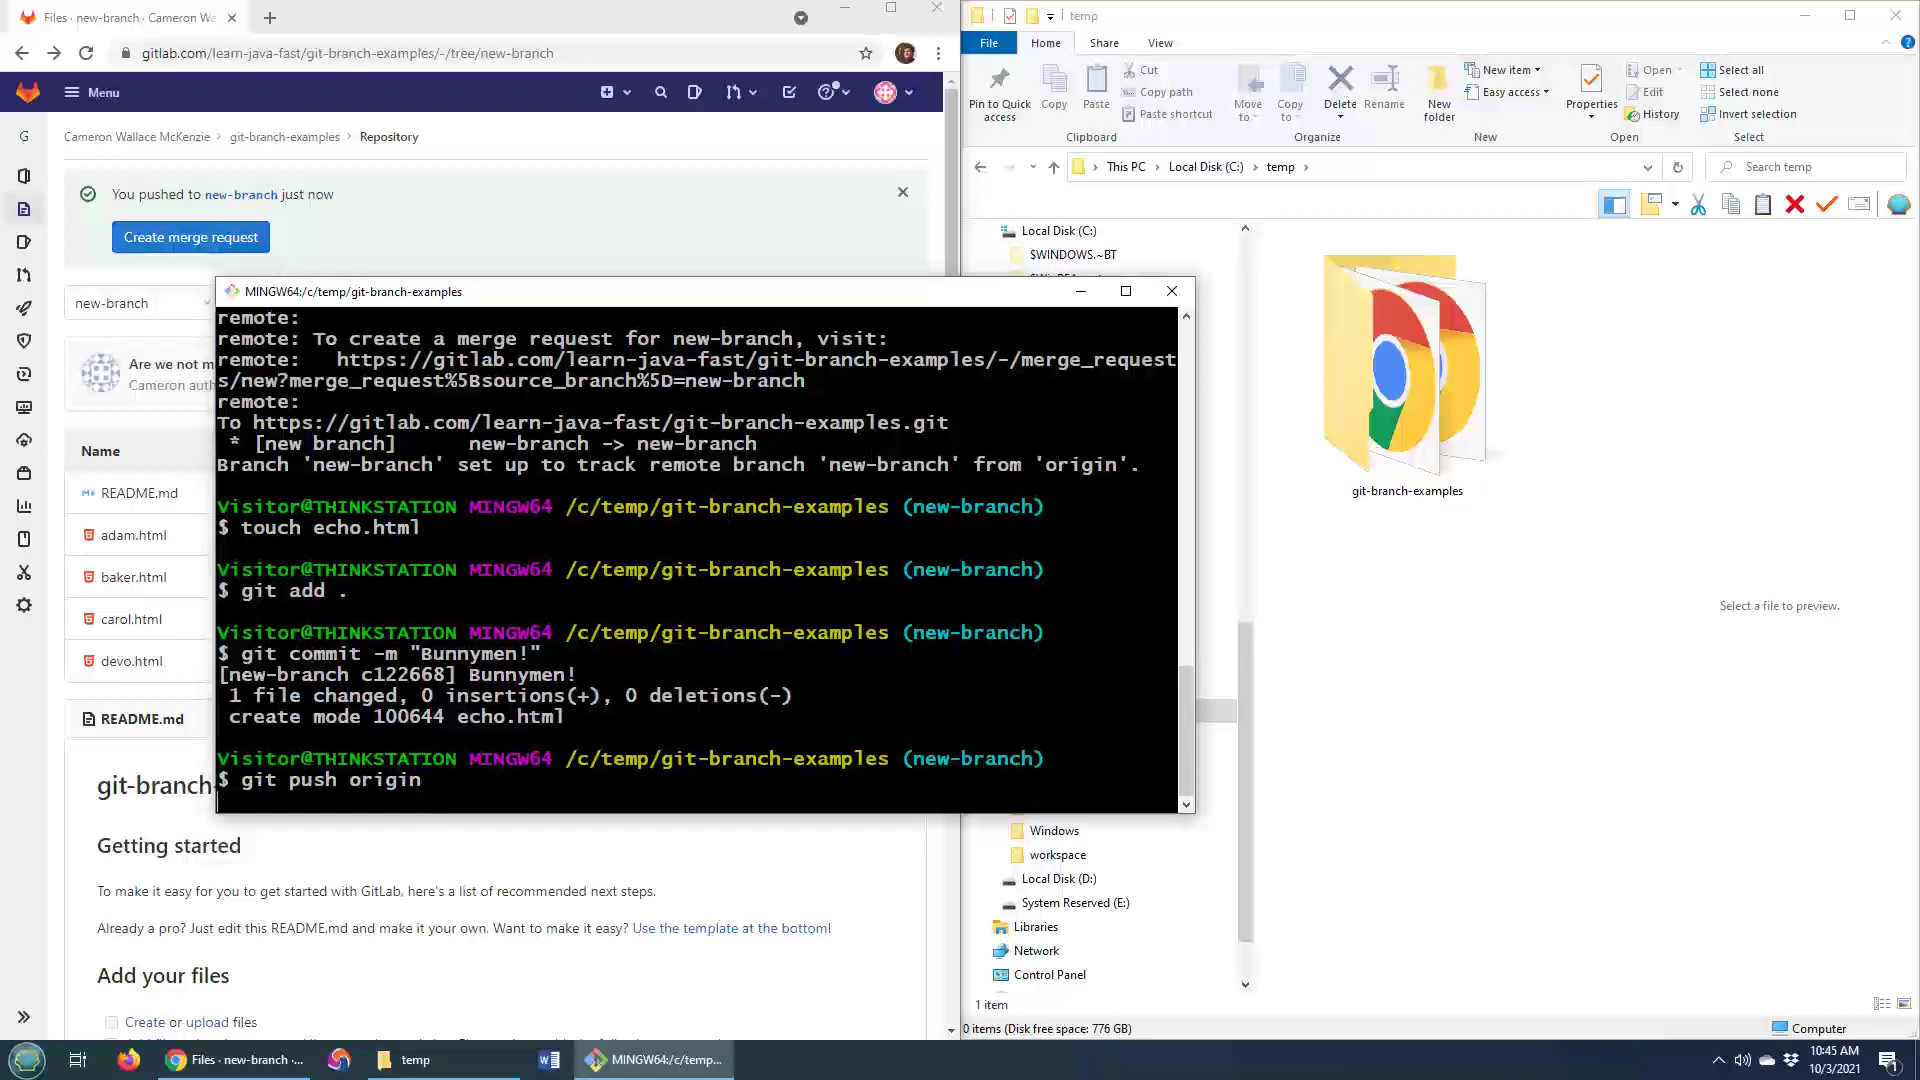 Files · new-branch · Cameron Wa
gitlab.com/learn-java-fast/git-branch-examples/-/tree/new-branch
Menu
G
Cameron Wallace McKenzie › git-branch-examples › Repository
You pushed to new-branch just now
Create merge request
new-branch
Are we not m
Cameron auth
Name
README.md
adam.html
baker.html
carol.html
devo.html
README.md
git-branch-
Getting started
To make it easy for you to get started with GitLab, here's a list of recommended next steps.
Already a pro? Just edit this README.md and make it your own. Want to make it easy? Use the template at the bottom!
Add your files
Create or upload files
MINGW64:/c/temp/git-branch-examples
remote:
remote: To create a merge request for new-branch, visit:
remote:   https://gitlab.com/learn-java-fast/git-branch-examples/-/merge_request
s/new?merge_request%5Bsource_branch%5D=new-branch
remote:
To https://gitlab.com/learn-java-fast/git-branch-examples.git
 * [new branch]      new-branch -> new-branch
Branch 'new-branch' set up to track remote branch 'new-branch' from 'origin'.
Visitor@THINKSTATION MINGW64 /c/temp/git-branch-examples (new-branch)
$ touch echo.html
Visitor@THINKSTATION MINGW64 /c/temp/git-branch-examples (new-branch)
$ git add .
Visitor@THINKSTATION MINGW64 /c/temp/git-branch-examples (new-branch)
$ git commit -m "Bunnymen!"
[new-branch c122668] Bunnymen!
 1 file changed, 0 insertions(+), 0 deletions(-)
 create mode 100644 echo.html
Visitor@THINKSTATION MINGW64 /c/temp/git-branch-examples (new-branch)
$ git push origin
temp
File Home Share View
Pin to Quick access
Copy
Paste
Cut
Copy path
Paste shortcut
Clipboard
Move to
Copy to
Delete
Rename
Organize
New folder
New item
Easy access
New
Properties
Open
Edit
History
Open
Select all
Select none
Invert selection
Select
This PC › Local Disk (C:) › temp ›
Search temp
Local Disk (C:)
$WINDOWS.~BT
Windows
workspace
Local Disk (D:)
System Reserved (E:)
Libraries
Network
Control Panel
git-branch-examples
Select a file to preview.
1 item
0 items (Disk free space: 776 GB)
Computer
Files · new-branch ·...
temp
MINGW64:/c/temp...
10:45 AM
10/3/2021
1